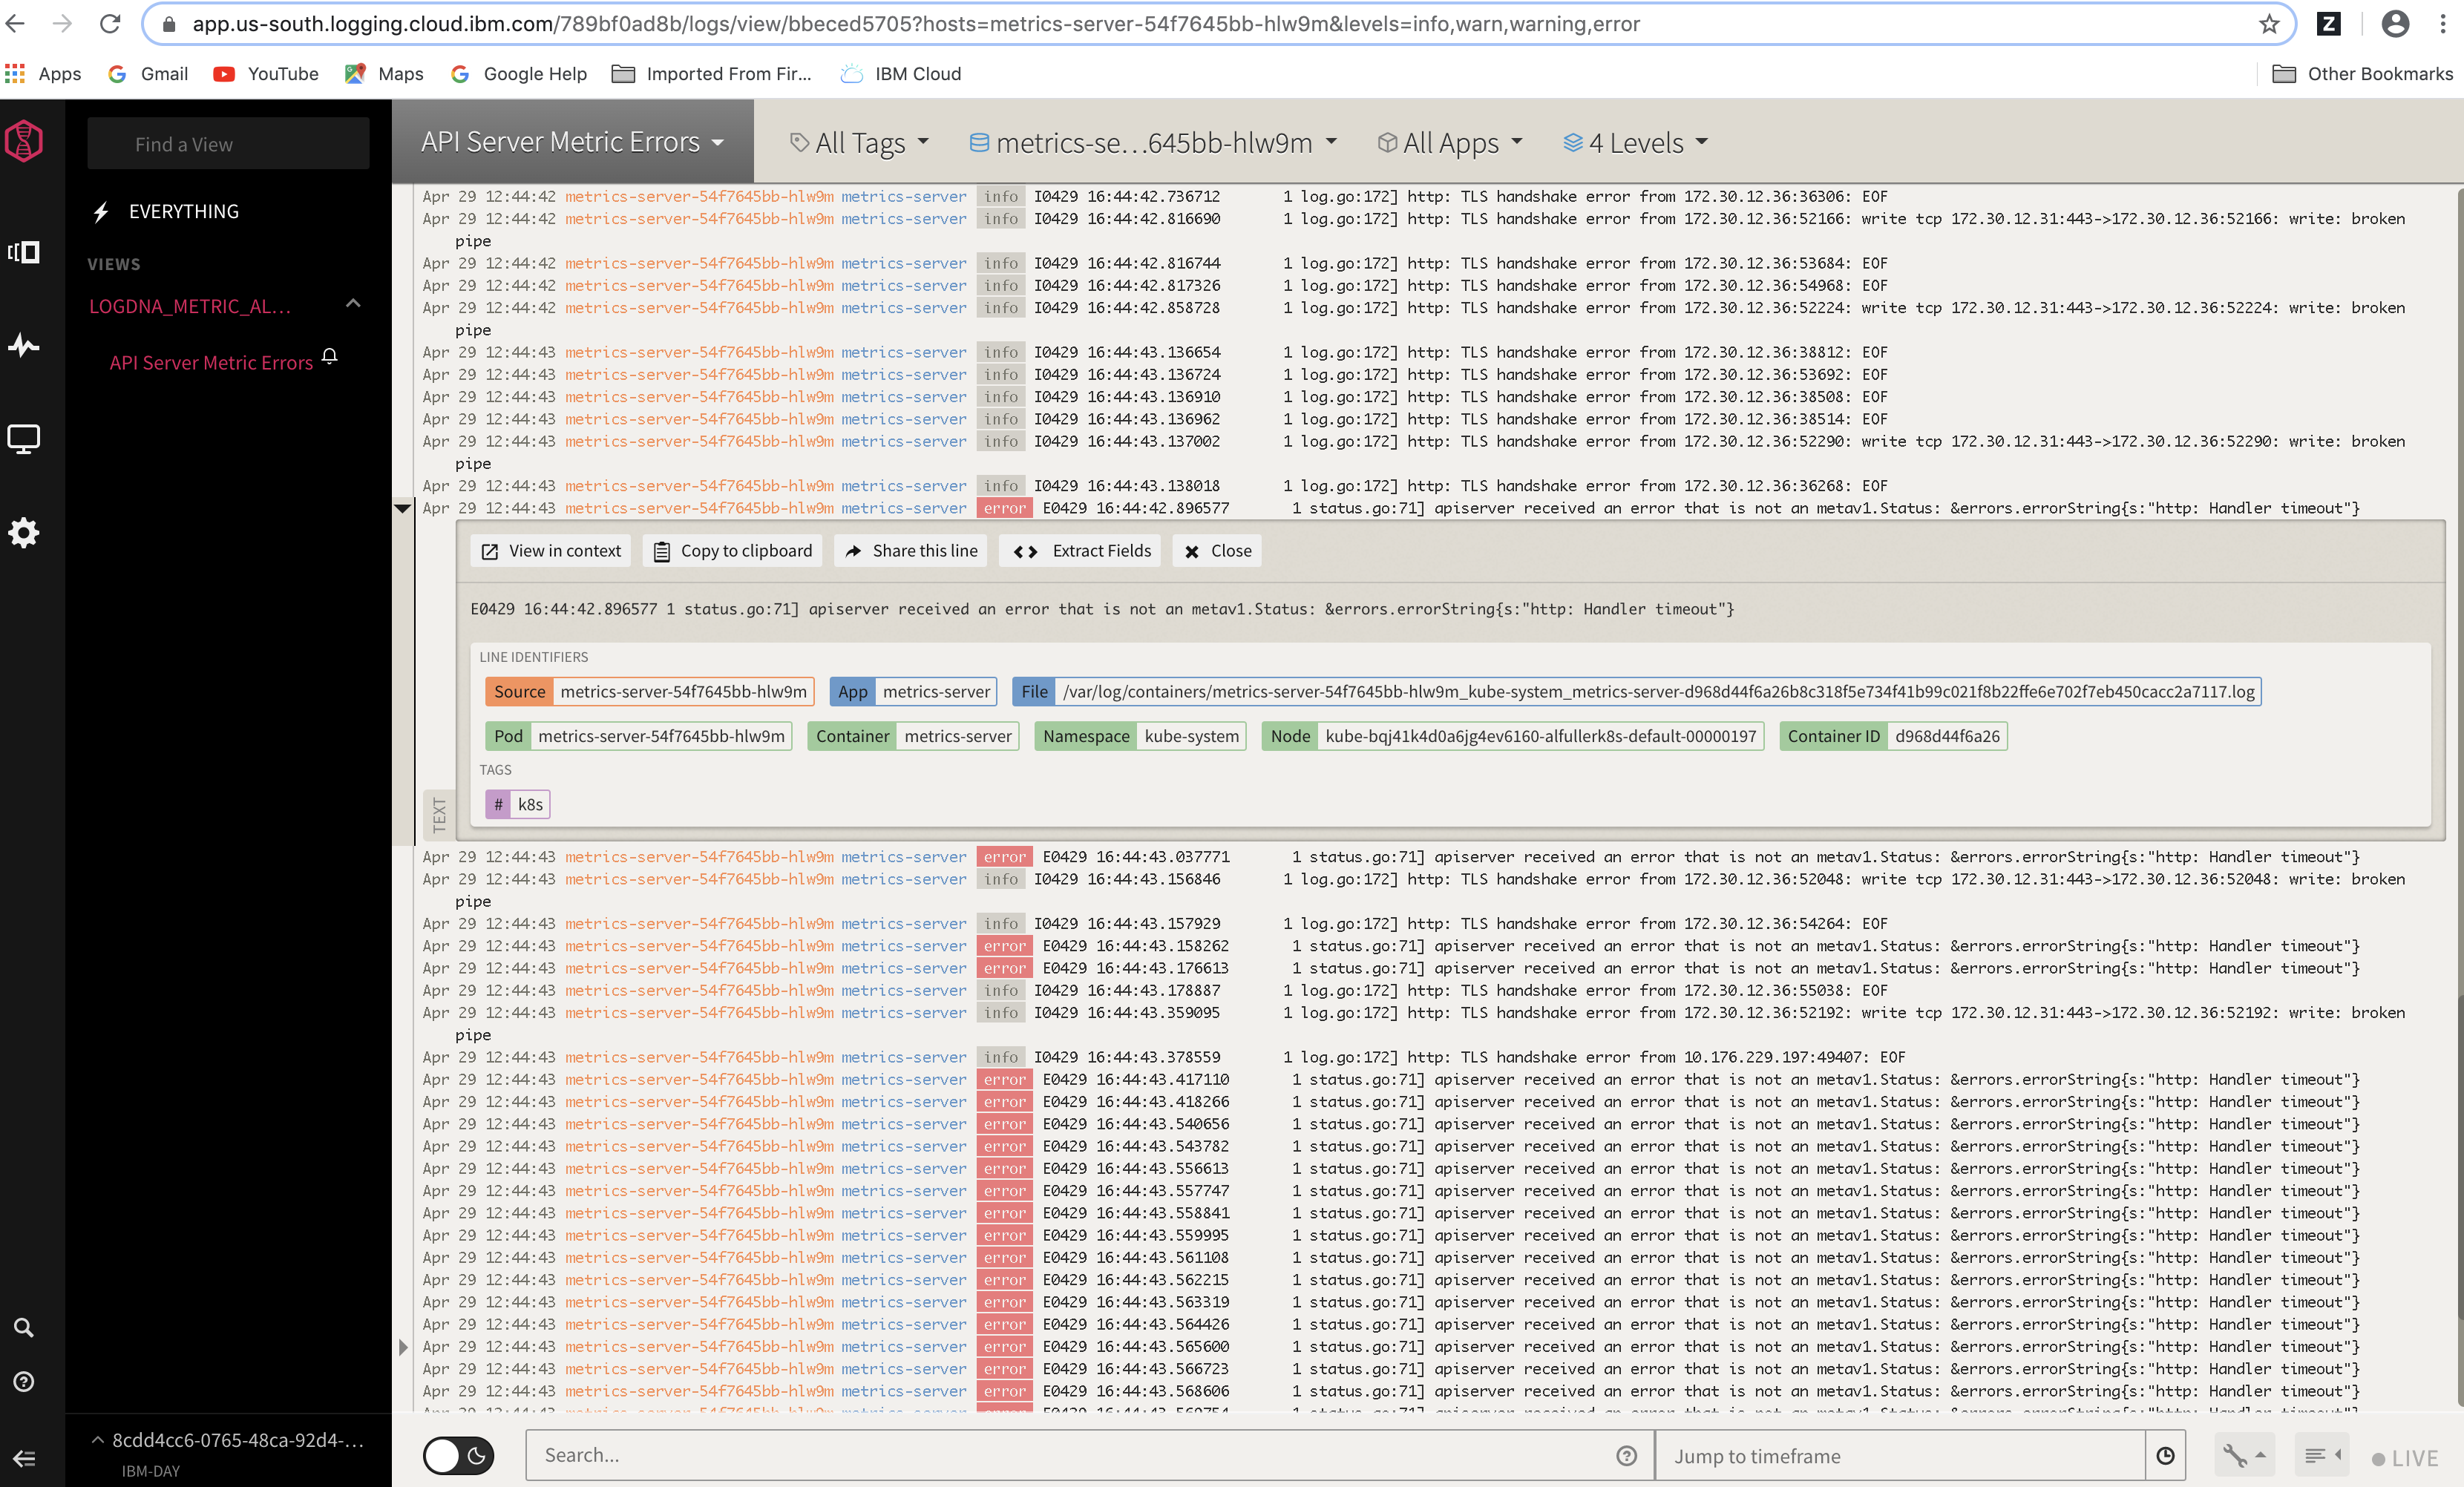 app.us-south.logging.cloud.ibm.com/789bf0ad8b/logs/view/bbeced5705?hosts=metrics-server-54f7645bb-hlw9m&levels=info,warn,warning,error
Z
Apps Gmail YouTube Maps Google Help Imported From Fir... IBM Cloud Other Bookmarks
Find a View
EVERYTHING
VIEWS
LOGDNA_METRIC_AL...
API Server Metric Errors
8cdd4cc6-0765-48ca-92d4-...
IBM-DAY
API Server Metric Errors All Tags metrics-se...645bb-hlw9m All Apps 4 Levels
Apr 29 12:44:42 metrics-server-54f7645bb-hlw9m metrics-server info I0429 16:44:42.736712 1 log.go:172] http: TLS handshake error from 172.30.12.36:36306: EOF
Apr 29 12:44:42 metrics-server-54f7645bb-hlw9m metrics-server info I0429 16:44:42.816690 1 log.go:172] http: TLS handshake error from 172.30.12.36:52166: write tcp 172.30.12.31:443->172.30.12.36:52166: write: broken
pipe
Apr 29 12:44:42 metrics-server-54f7645bb-hlw9m metrics-server info I0429 16:44:42.816744 1 log.go:172] http: TLS handshake error from 172.30.12.36:53684: EOF
Apr 29 12:44:42 metrics-server-54f7645bb-hlw9m metrics-server info I0429 16:44:42.817326 1 log.go:172] http: TLS handshake error from 172.30.12.36:54968: EOF
Apr 29 12:44:42 metrics-server-54f7645bb-hlw9m metrics-server info I0429 16:44:42.858728 1 log.go:172] http: TLS handshake error from 172.30.12.36:52224: write tcp 172.30.12.31:443->172.30.12.36:52224: write: broken
pipe
Apr 29 12:44:43 metrics-server-54f7645bb-hlw9m metrics-server info I0429 16:44:43.136654 1 log.go:172] http: TLS handshake error from 172.30.12.36:38812: EOF
Apr 29 12:44:43 metrics-server-54f7645bb-hlw9m metrics-server info I0429 16:44:43.136724 1 log.go:172] http: TLS handshake error from 172.30.12.36:53692: EOF
Apr 29 12:44:43 metrics-server-54f7645bb-hlw9m metrics-server info I0429 16:44:43.136910 1 log.go:172] http: TLS handshake error from 172.30.12.36:38508: EOF
Apr 29 12:44:43 metrics-server-54f7645bb-hlw9m metrics-server info I0429 16:44:43.136962 1 log.go:172] http: TLS handshake error from 172.30.12.36:38514: EOF
Apr 29 12:44:43 metrics-server-54f7645bb-hlw9m metrics-server info I0429 16:44:43.137002 1 log.go:172] http: TLS handshake error from 172.30.12.36:52290: write tcp 172.30.12.31:443->172.30.12.36:52290: write: broken
pipe
Apr 29 12:44:43 metrics-server-54f7645bb-hlw9m metrics-server info I0429 16:44:43.138018 1 log.go:172] http: TLS handshake error from 172.30.12.36:36268: EOF
Apr 29 12:44:43 metrics-server-54f7645bb-hlw9m metrics-server error E0429 16:44:42.896577 1 status.go:71] apiserver received an error that is not an metav1.Status: &errors.errorString{s:"http: Handler timeout"}
View in context Copy to clipboard Share this line Extract Fields Close
E0429 16:44:42.896577 1 status.go:71] apiserver received an error that is not an metav1.Status: &errors.errorString{s:"http: Handler timeout"}
LINE IDENTIFIERS
Source metrics-server-54f7645bb-hlw9m App metrics-server File /var/log/containers/metrics-server-54f7645bb-hlw9m_kube-system_metrics-server-d968d44f6a26b8c318f5e734f41b99c021f8b22ffe6e702f7eb450cacc2a7117.log
Pod metrics-server-54f7645bb-hlw9m Container metrics-server Namespace kube-system Node kube-bqj41k4d0a6jg4ev6160-alfullerk8s-default-00000197 Container ID d968d44f6a26
TAGS
# k8s
TEXT
Apr 29 12:44:43 metrics-server-54f7645bb-hlw9m metrics-server error E0429 16:44:43.037771 1 status.go:71] apiserver received an error that is not an metav1.Status: &errors.errorString{s:"http: Handler timeout"}
Apr 29 12:44:43 metrics-server-54f7645bb-hlw9m metrics-server info I0429 16:44:43.156846 1 log.go:172] http: TLS handshake error from 172.30.12.36:52048: write tcp 172.30.12.31:443->172.30.12.36:52048: write: broken
pipe
Apr 29 12:44:43 metrics-server-54f7645bb-hlw9m metrics-server info I0429 16:44:43.157929 1 log.go:172] http: TLS handshake error from 172.30.12.36:54264: EOF
Apr 29 12:44:43 metrics-server-54f7645bb-hlw9m metrics-server error E0429 16:44:43.158262 1 status.go:71] apiserver received an error that is not an metav1.Status: &errors.errorString{s:"http: Handler timeout"}
Apr 29 12:44:43 metrics-server-54f7645bb-hlw9m metrics-server error E0429 16:44:43.176613 1 status.go:71] apiserver received an error that is not an metav1.Status: &errors.errorString{s:"http: Handler timeout"}
Apr 29 12:44:43 metrics-server-54f7645bb-hlw9m metrics-server info I0429 16:44:43.178887 1 log.go:172] http: TLS handshake error from 172.30.12.36:55038: EOF
Apr 29 12:44:43 metrics-server-54f7645bb-hlw9m metrics-server info I0429 16:44:43.359095 1 log.go:172] http: TLS handshake error from 172.30.12.36:52192: write tcp 172.30.12.31:443->172.30.12.36:52192: write: broken
pipe
Apr 29 12:44:43 metrics-server-54f7645bb-hlw9m metrics-server info I0429 16:44:43.378559 1 log.go:172] http: TLS handshake error from 10.176.229.197:49407: EOF
Apr 29 12:44:43 metrics-server-54f7645bb-hlw9m metrics-server error E0429 16:44:43.417110 1 status.go:71] apiserver received an error that is not an metav1.Status: &errors.errorString{s:"http: Handler timeout"}
Apr 29 12:44:43 metrics-server-54f7645bb-hlw9m metrics-server error E0429 16:44:43.418266 1 status.go:71] apiserver received an error that is not an metav1.Status: &errors.errorString{s:"http: Handler timeout"}
Apr 29 12:44:43 metrics-server-54f7645bb-hlw9m metrics-server error E0429 16:44:43.540656 1 status.go:71] apiserver received an error that is not an metav1.Status: &errors.errorString{s:"http: Handler timeout"}
Apr 29 12:44:43 metrics-server-54f7645bb-hlw9m metrics-server error E0429 16:44:43.543782 1 status.go:71] apiserver received an error that is not an metav1.Status: &errors.errorString{s:"http: Handler timeout"}
Apr 29 12:44:43 metrics-server-54f7645bb-hlw9m metrics-server error E0429 16:44:43.556613 1 status.go:71] apiserver received an error that is not an metav1.Status: &errors.errorString{s:"http: Handler timeout"}
Apr 29 12:44:43 metrics-server-54f7645bb-hlw9m metrics-server error E0429 16:44:43.557747 1 status.go:71] apiserver received an error that is not an metav1.Status: &errors.errorString{s:"http: Handler timeout"}
Apr 29 12:44:43 metrics-server-54f7645bb-hlw9m metrics-server error E0429 16:44:43.558841 1 status.go:71] apiserver received an error that is not an metav1.Status: &errors.errorString{s:"http: Handler timeout"}
Apr 29 12:44:43 metrics-server-54f7645bb-hlw9m metrics-server error E0429 16:44:43.559995 1 status.go:71] apiserver received an error that is not an metav1.Status: &errors.errorString{s:"http: Handler timeout"}
Apr 29 12:44:43 metrics-server-54f7645bb-hlw9m metrics-server error E0429 16:44:43.561108 1 status.go:71] apiserver received an error that is not an metav1.Status: &errors.errorString{s:"http: Handler timeout"}
Apr 29 12:44:43 metrics-server-54f7645bb-hlw9m metrics-server error E0429 16:44:43.562215 1 status.go:71] apiserver received an error that is not an metav1.Status: &errors.errorString{s:"http: Handler timeout"}
Apr 29 12:44:43 metrics-server-54f7645bb-hlw9m metrics-server error E0429 16:44:43.563319 1 status.go:71] apiserver received an error that is not an metav1.Status: &errors.errorString{s:"http: Handler timeout"}
Apr 29 12:44:43 metrics-server-54f7645bb-hlw9m metrics-server error E0429 16:44:43.564426 1 status.go:71] apiserver received an error that is not an metav1.Status: &errors.errorString{s:"http: Handler timeout"}
Apr 29 12:44:43 metrics-server-54f7645bb-hlw9m metrics-server error E0429 16:44:43.565600 1 status.go:71] apiserver received an error that is not an metav1.Status: &errors.errorString{s:"http: Handler timeout"}
Apr 29 12:44:43 metrics-server-54f7645bb-hlw9m metrics-server error E0429 16:44:43.566723 1 status.go:71] apiserver received an error that is not an metav1.Status: &errors.errorString{s:"http: Handler timeout"}
Apr 29 12:44:43 metrics-server-54f7645bb-hlw9m metrics-server error E0429 16:44:43.568606 1 status.go:71] apiserver received an error that is not an metav1.Status: &errors.errorString{s:"http: Handler timeout"}
Search... Jump to timeframe LIVE